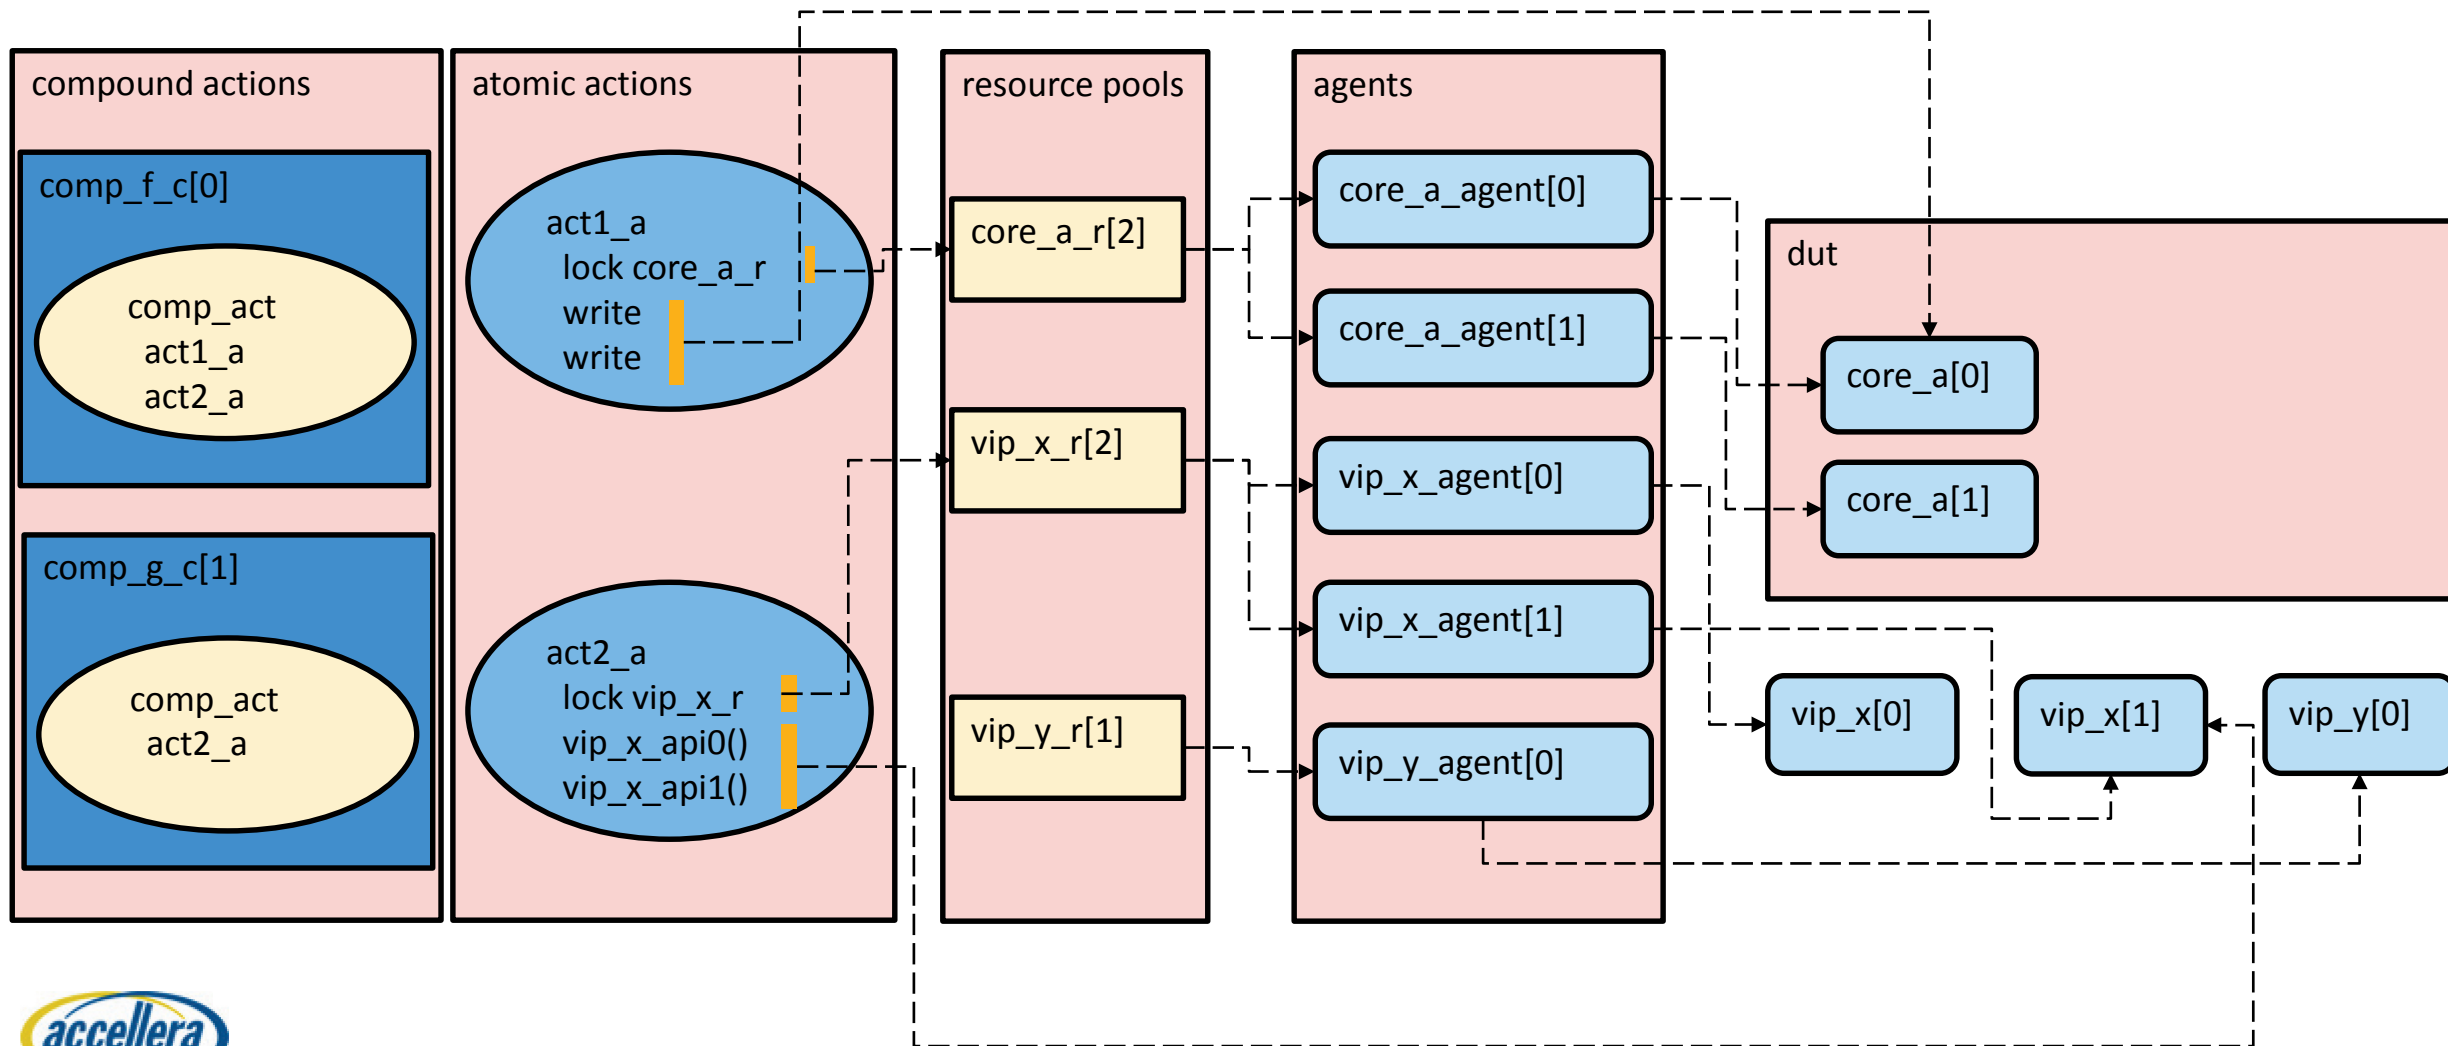 compound actions
comp_f_c[0]
comp_act
act1_a
act2_a
comp_g_c[1]
comp_act
act2_a
atomic actions
act1_a
lock core_a_r
write
write
act2_a
lock vip_x_r
vip_x_api0()
vip_x_api1()
resource pools
core_a_r[2]
vip_x_r[2]
vip_y_r[1]
agents
core_a_agent[0]
core_a_agent[1]
vip_x_agent[0]
vip_x_agent[1]
vip_y_agent[0]
dut
core_a[0]
core_a[1]
vip_x[0]
vip_x[1]
vip_y[0]
accellera